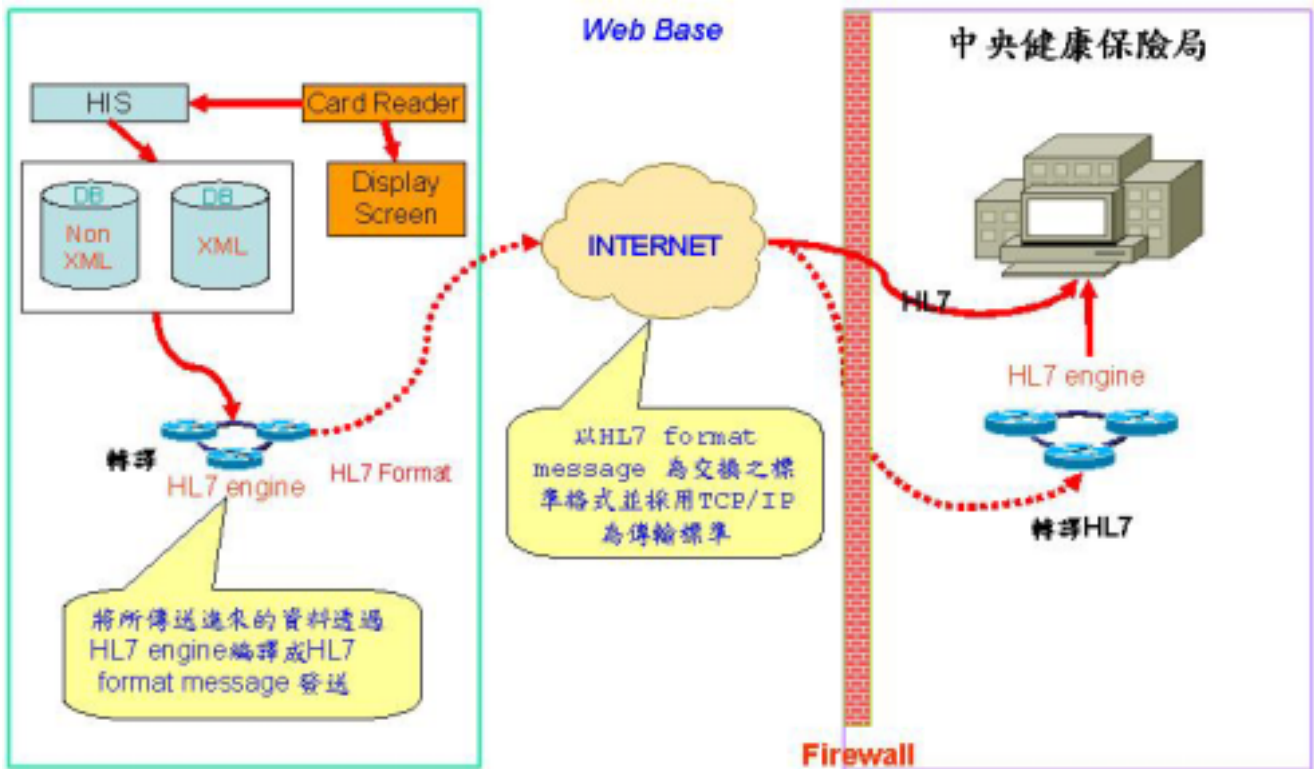 Web Base
中央健康保險局
HIS
Card Reader
DB
Non
XML
DB
XML
Display
Screen
INTERNET
HL7
HL7 engine
轉譯
HL7 engine
HL7 Format
以HL7 format
message 為交換之標
準格式並採用TCP/IP
為傳輸標準
轉譯HL7
將所傳送進來的資料透過
HL7 engine編譯成HL7
format message 發送
Firewall